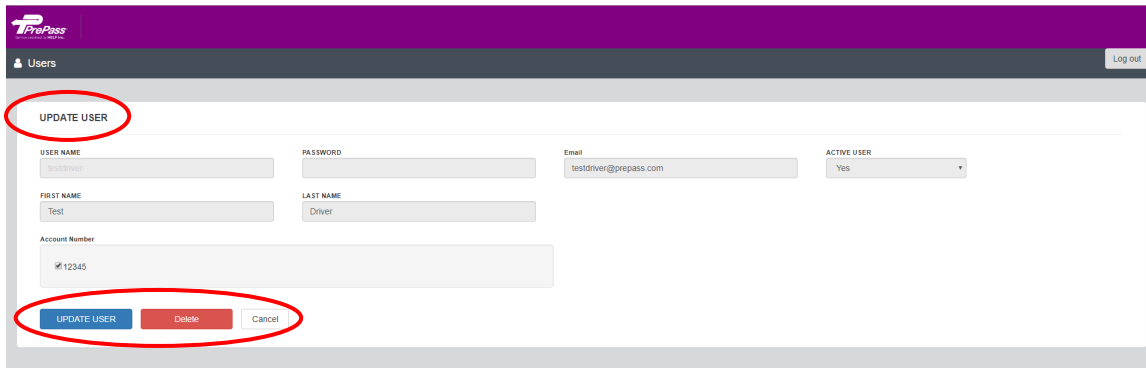 PrePass
Users
Log out
UPDATE USER
USER NAME PASSWORD Email ACTIVE USER
testdriver testdriver@prepass.com Yes
FIRST NAME LAST NAME
Test Driver
Account Number
12345
UPDATE USER Delete Cancel